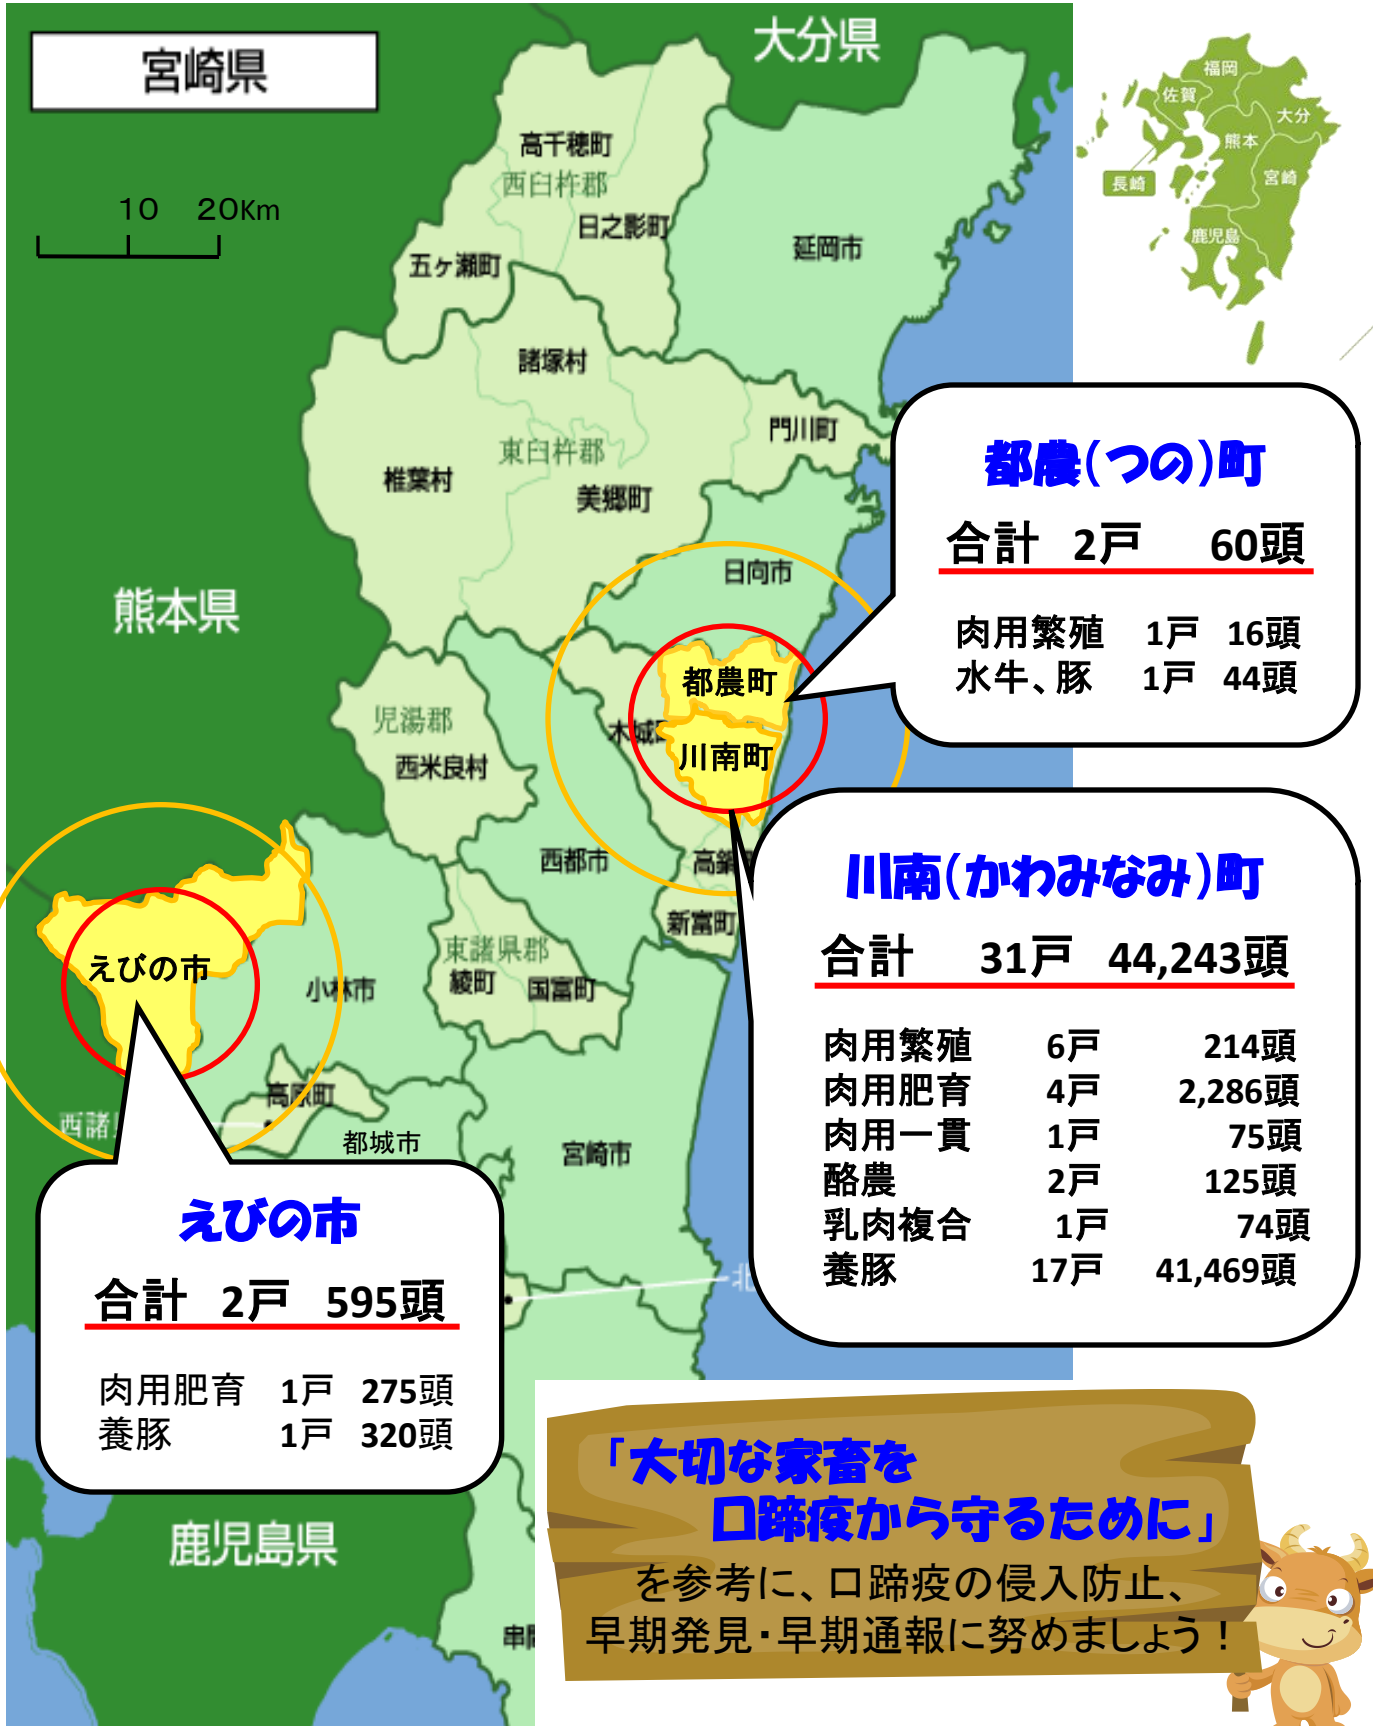 宮崎県
10 20Km
大分県
熊本県
鹿児島県
福岡
佐賀
大分
熊本
長崎
宮崎
鹿児島
高千穂町
西臼杵郡
日之影町
五ヶ瀬町
延岡市
諸塚村
門川町
東臼杵郡
椎葉村
美郷町
日向市
都農町
木城
川南町
児湯郡
西米良村
西都市
高鍋
新富町
東諸県郡
綾町
国富町
えびの市
小林市
高原町
西諸
都城市
宮崎市
北
串間
都農(つの)町
合計 2戸 60頭
肉用繁殖 1戸 16頭
水牛、豚 1戸 44頭
川南(かわみなみ)町
合計 31戸 44,243頭
肉用繁殖 6戸 214頭
肉用肥育 4戸 2,286頭
肉用一貫 1戸 75頭
酪農 2戸 125頭
乳肉複合 1戸 74頭
養豚 17戸 41,469頭
えびの市
合計 2戸 595頭
肉用肥育 1戸 275頭
養豚 1戸 320頭
「大切な家畜を
口蹄疫から守るために」
を参考に、口蹄疫の侵入防止、
早期発見・早期通報に努めましょう！